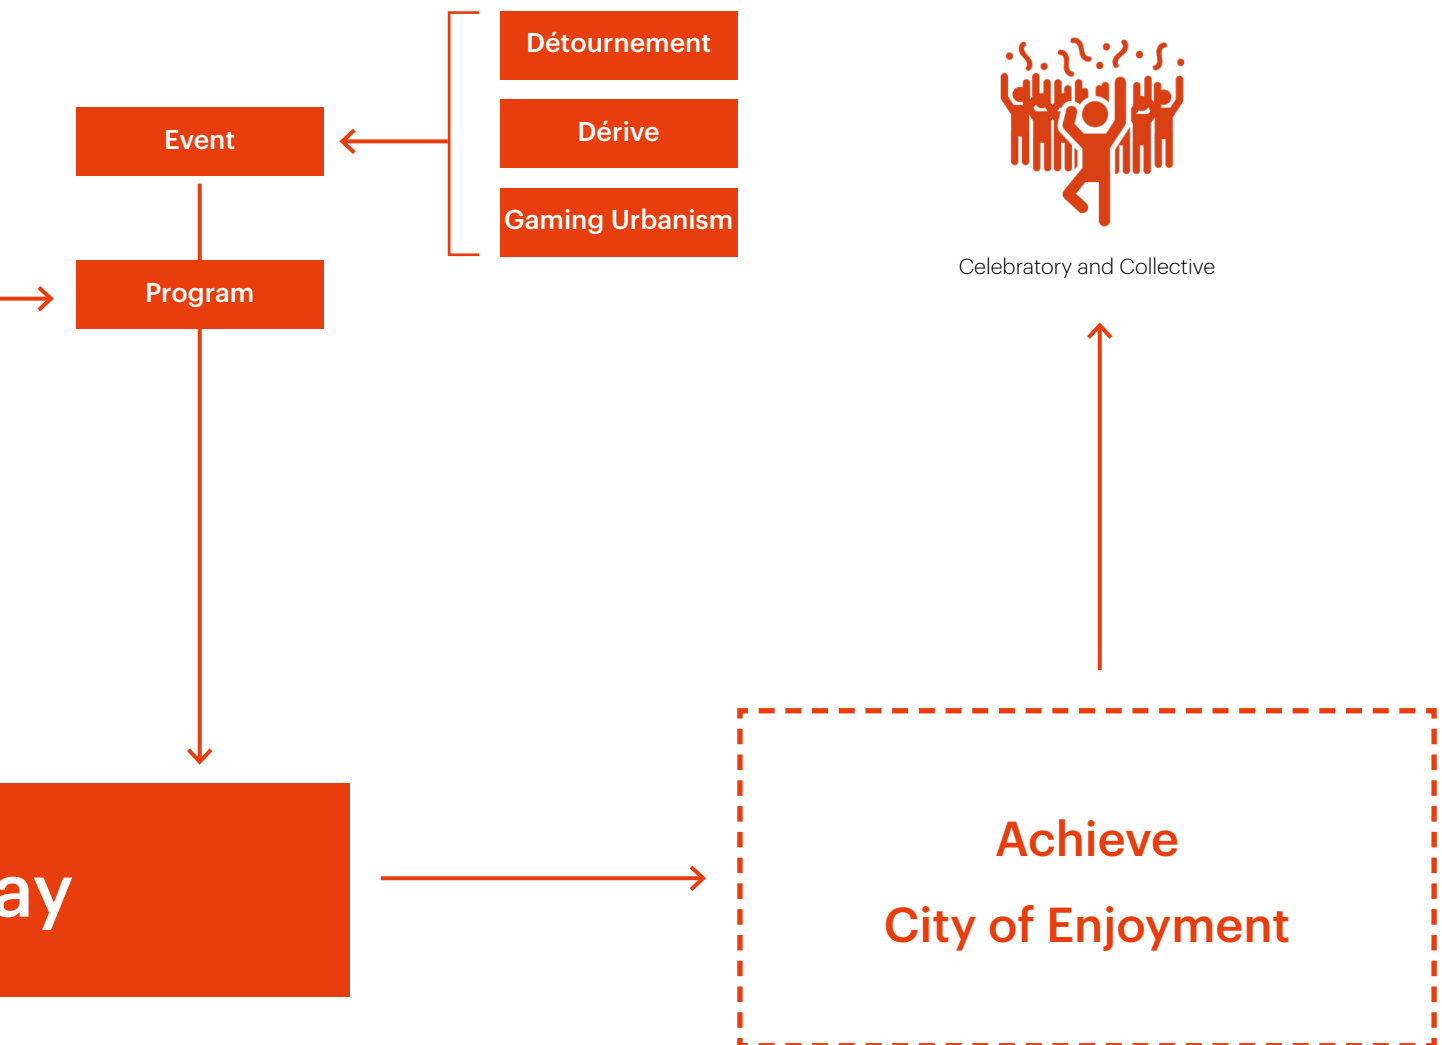 Détournement
Dérive
Gaming Urbanism
Event
Program
Celebratory and Collective
ay
Achieve
City of Enjoyment